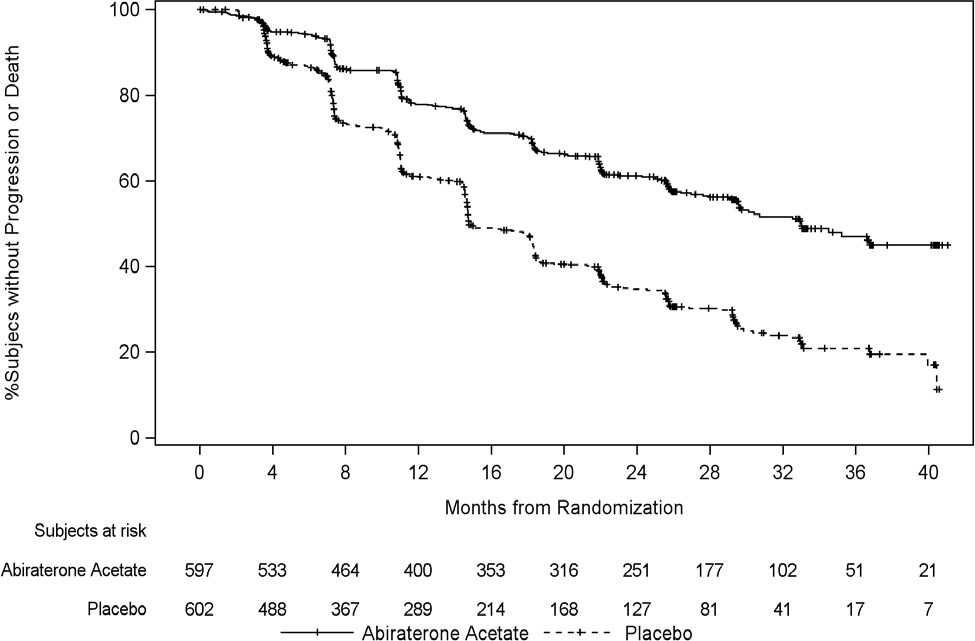 %Subjecs without Progression or Death
100
80
60
40
20
0
0 4 8 12 16 20 24 28 32 36 40
Months from Randomization
Subjects at risk
Abiraterone Acetate 597 533 464 400 353 316 251 177 102 51 21
Placebo 602 488 367 289 214 168 127 81 41 17 7
Abiraterone Acetate Placebo